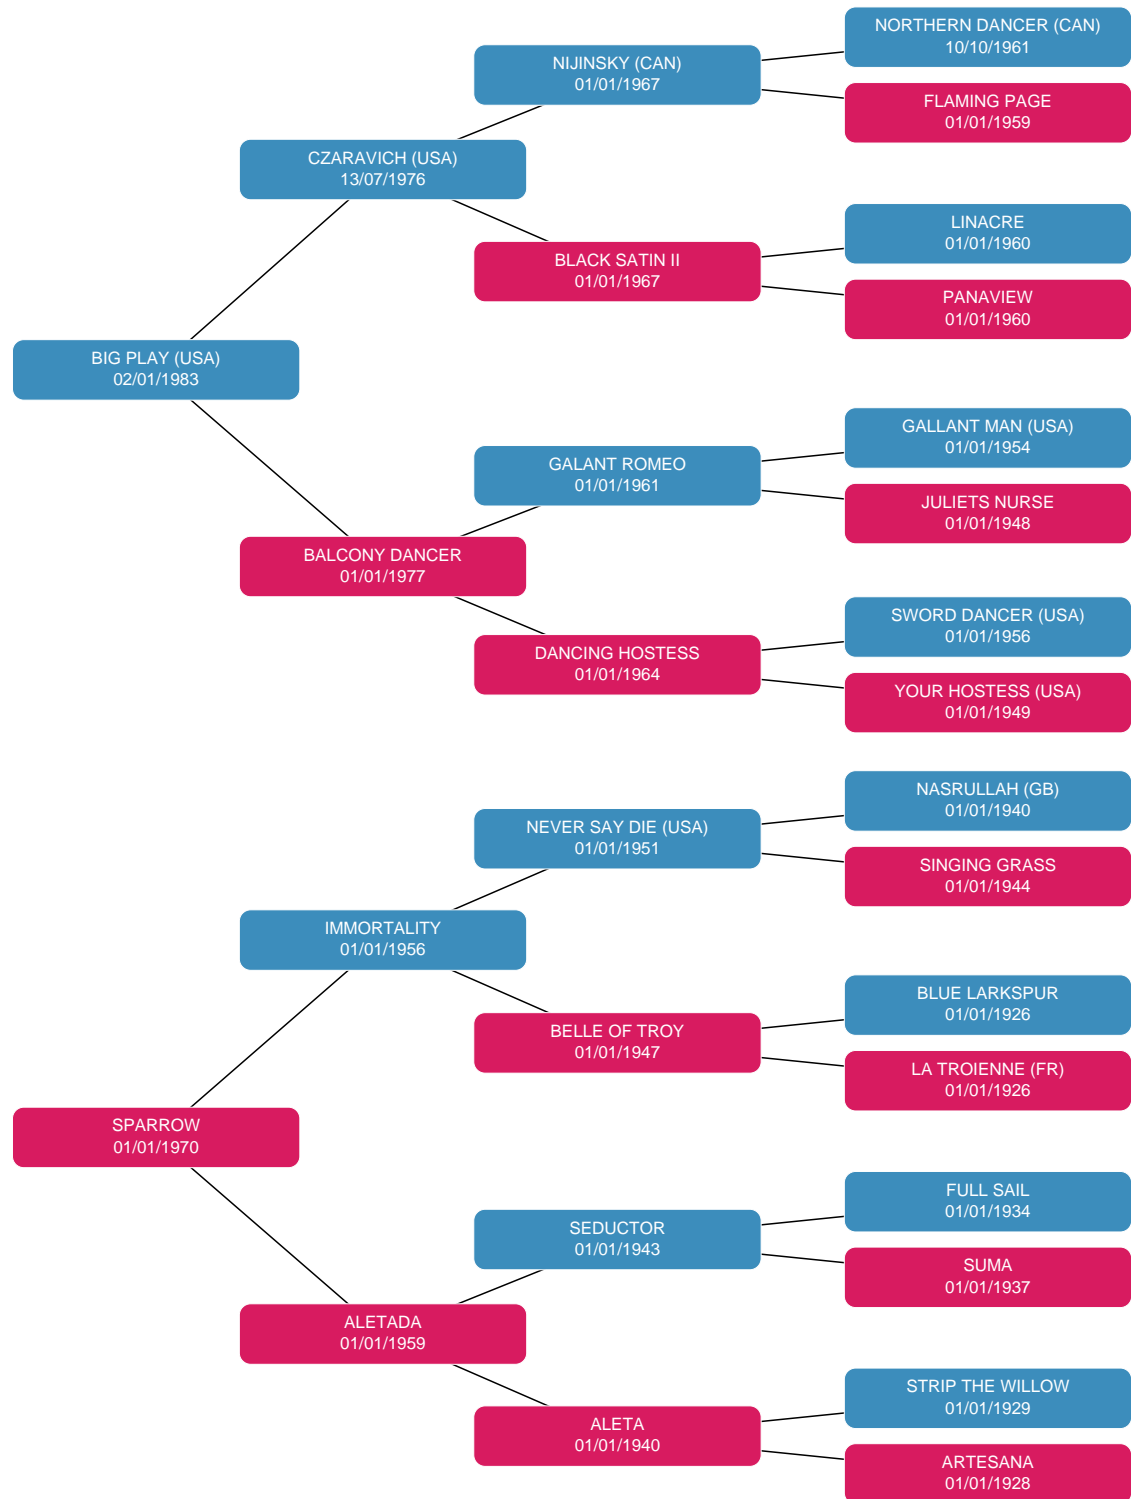 NORTHERN DANCER (CAN)
10/10/1961
NIJINSKY (CAN)
01/01/1967
FLAMING PAGE
01/01/1959
CZARAVICH (USA)
13/07/1976
LINACRE
01/01/1960
BLACK SATIN II
01/01/1967
PANAVIEW
01/01/1960
BIG PLAY (USA)
02/01/1983
GALLANT MAN (USA)
01/01/1954
GALANT ROMEO
01/01/1961
JULIETS NURSE
01/01/1948
BALCONY DANCER
01/01/1977
SWORD DANCER (USA)
01/01/1956
DANCING HOSTESS
01/01/1964
YOUR HOSTESS (USA)
01/01/1949
NASRULLAH (GB)
01/01/1940
NEVER SAY DIE (USA)
01/01/1951
SINGING GRASS
01/01/1944
IMMORTALITY
01/01/1956
BLUE LARKSPUR
01/01/1926
BELLE OF TROY
01/01/1947
LA TROIENNE (FR)
01/01/1926
SPARROW
01/01/1970
FULL SAIL
01/01/1934
SEDUCTOR
01/01/1943
SUMA
01/01/1937
ALETADA
01/01/1959
STRIP THE WILLOW
01/01/1929
ALETA
01/01/1940
ARTESANA
01/01/1928